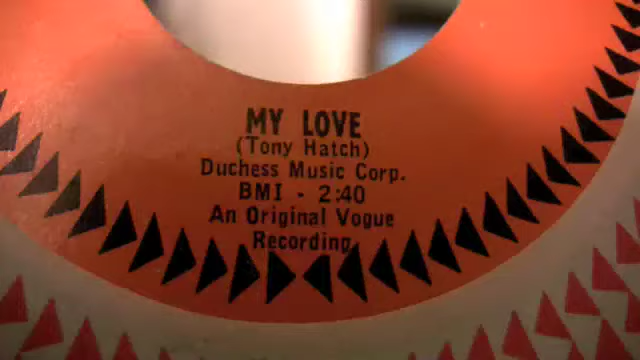 MY LOVE
(Tony Hatch)
Duchess Music Corp.
BMI - 2:40
An Original Vogue
Recording